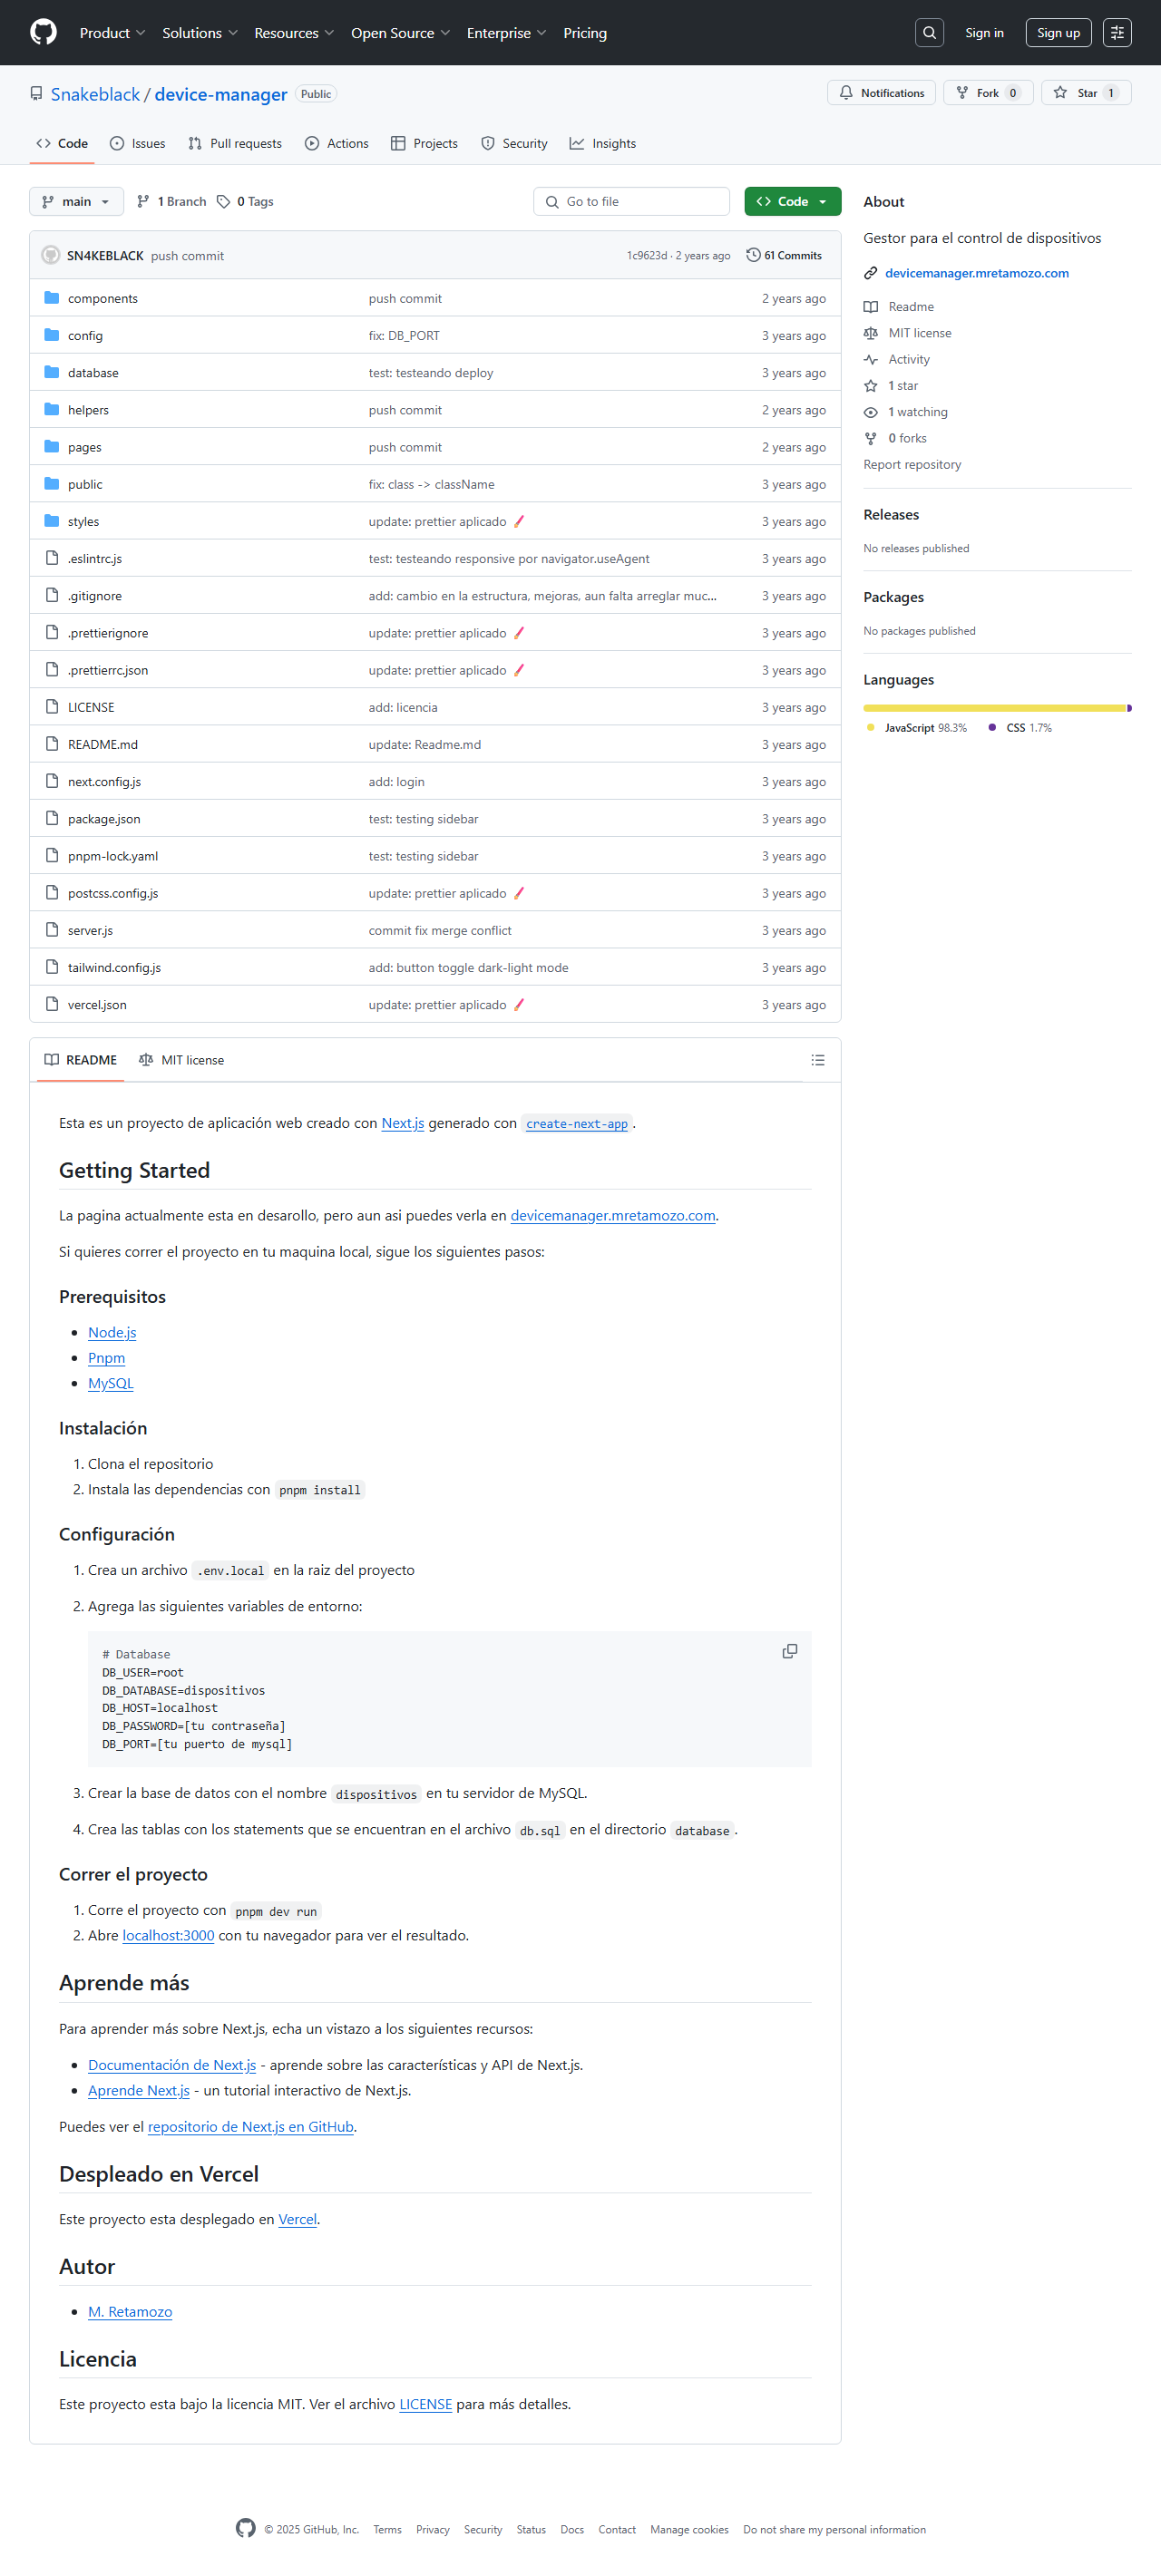 Product Solutions Resources Open Source Enterprise Pricing Sign in Sign up
Snakeblack / device-manager Public Notifications Fork 0 Star 1
Code Issues Pull requests Actions Projects Security Insights
main 1 Branch 0 Tags Go to file Code
SN4KEBLACK push commit 1c9623d · 2 years ago 61 Commits
components push commit 2 years ago
config fix: DB_PORT 3 years ago
database test: testeando deploy 3 years ago
helpers push commit 2 years ago
pages push commit 2 years ago
public fix: class -> className 3 years ago
styles update: prettier aplicado 💅 3 years ago
.eslintrc.js test: testeando responsive por navigator.useAgent 3 years ago
.gitignore add: cambio en la estructura, mejoras, aun falta arreglar muc... 3 years ago
.prettierignore update: prettier aplicado 💅 3 years ago
.prettierrc.json update: prettier aplicado 💅 3 years ago
LICENSE add: licencia 3 years ago
README.md update: Readme.md 3 years ago
next.config.js add: login 3 years ago
package.json test: testing sidebar 3 years ago
pnpm-lock.yaml test: testing sidebar 3 years ago
postcss.config.js update: prettier aplicado 💅 3 years ago
server.js commit fix merge conflict 3 years ago
tailwind.config.js add: button toggle dark-light mode 3 years ago
vercel.json update: prettier aplicado 💅 3 years ago
About
Gestor para el control de dispositivos
devicemanager.mretamozo.com
Readme
MIT license
Activity
1 star
1 watching
0 forks
Report repository
Releases
No releases published
Packages
No packages published
Languages
JavaScript 98.3% CSS 1.7%
README MIT license
Esta es un proyecto de aplicación web creado con Next.js generado con create-next-app.
Getting Started
La pagina actualmente esta en desarollo, pero aun asi puedes verla en devicemanager.mretamozo.com.
Si quieres correr el proyecto en tu maquina local, sigue los siguientes pasos:
Prerequisitos
• Node.js
• Pnpm
• MySQL
Instalación
1. Clona el repositorio
2. Instala las dependencias con pnpm install
Configuración
1. Crea un archivo .env.local en la raiz del proyecto
2. Agrega las siguientes variables de entorno:
# Database
DB_USER=root
DB_DATABASE=dispositivos
DB_HOST=localhost
DB_PASSWORD=[tu contraseña]
DB_PORT=[tu puerto de mysql]
3. Crear la base de datos con el nombre dispositivos en tu servidor de MySQL.
4. Crea las tablas con los statements que se encuentran en el archivo db.sql en el directorio database.
Correr el proyecto
1. Corre el proyecto con pnpm dev run
2. Abre localhost:3000 con tu navegador para ver el resultado.
Aprende más
Para aprender más sobre Next.js, echa un vistazo a los siguientes recursos:
• Documentación de Next.js - aprende sobre las características y API de Next.js.
• Aprende Next.js - un tutorial interactivo de Next.js.
Puedes ver el repositorio de Next.js en GitHub.
Despleado en Vercel
Este proyecto esta desplegado en Vercel.
Autor
• M. Retamozo
Licencia
Este proyecto esta bajo la licencia MIT. Ver el archivo LICENSE para más detalles.
© 2025 GitHub, Inc. Terms Privacy Security Status Docs Contact Manage cookies Do not share my personal information